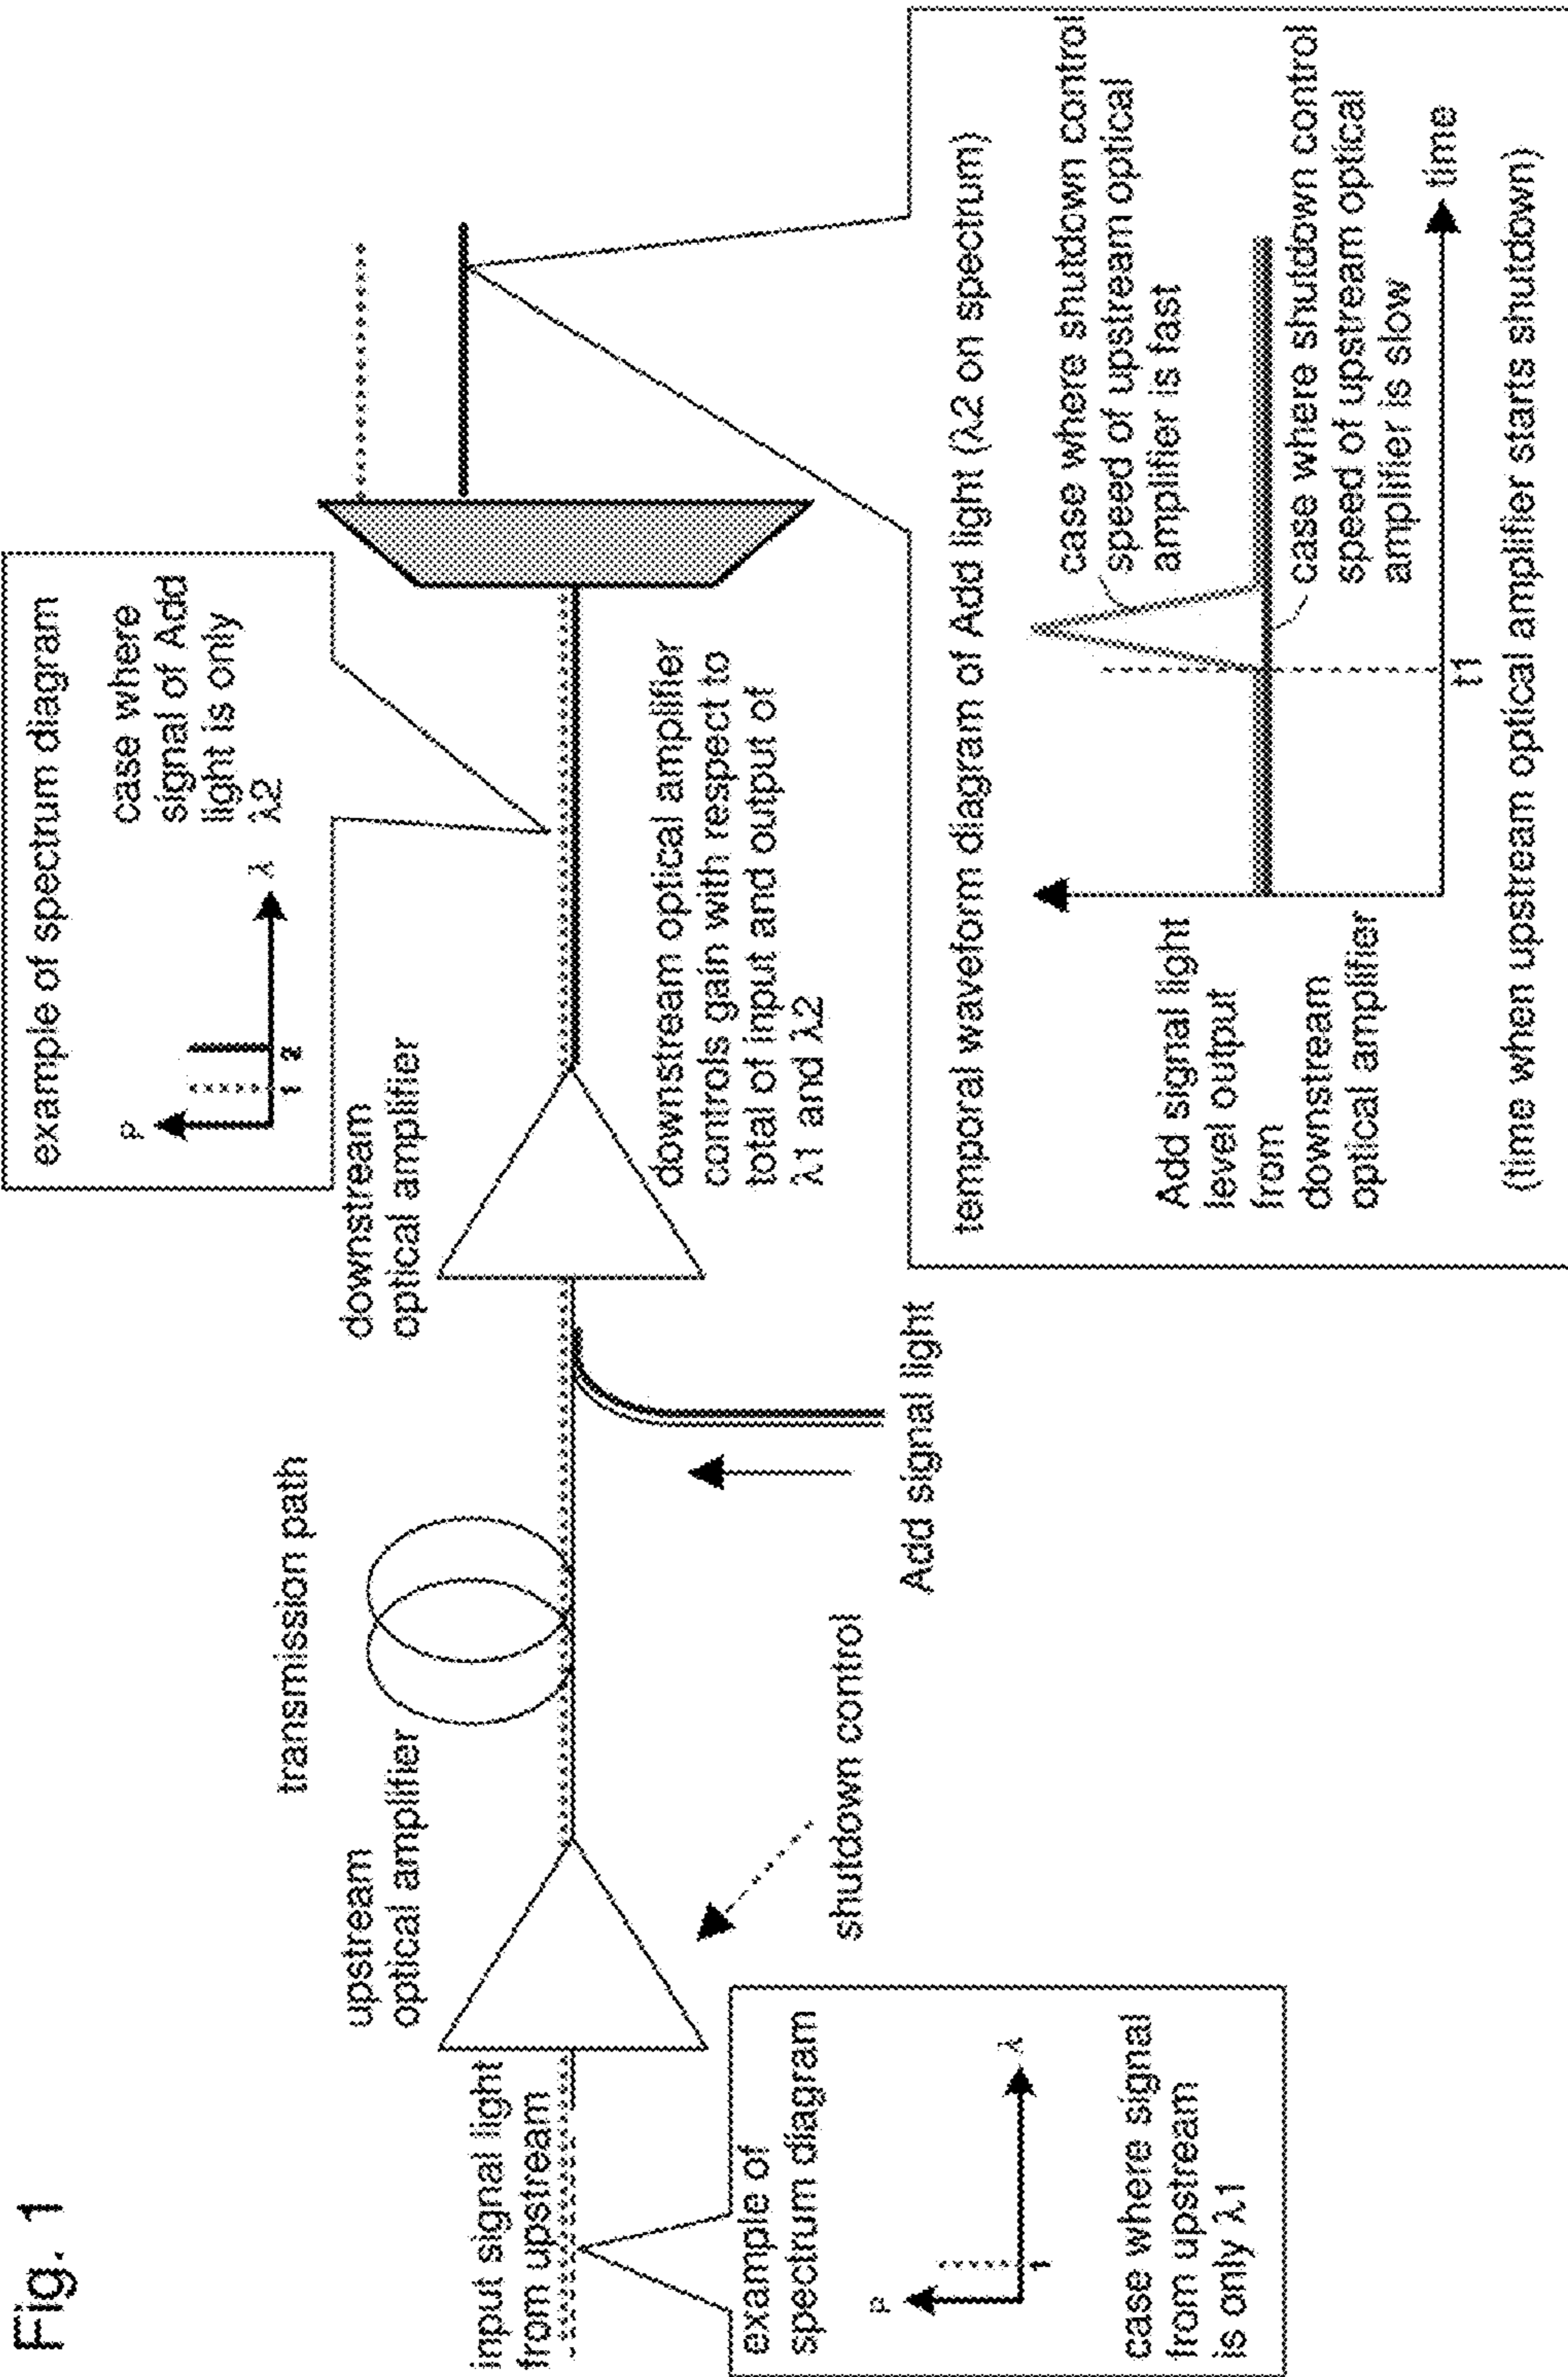 Fig. 1
input signal light
from upstream
example of
spectrum diagram
P
λ
1
case where signal
from upstream
is only λ1
upstream
optical amplifier
shutdown control
transmission path
Add signal light
downstream
optical amplifier
downstream optical amplifier
controls gain with respect to
total of input and output of
λ1 and λ2
example of spectrum diagram
P
λ
1
2
case where
signal of Add
light is only
λ2
temporal waveform diagram of Add light (λ2 on spectrum)
Add signal light
level output
from
downstream
optical amplifier
case where shutdown control
speed of upstream optical
amplifier is fast
case where shutdown control
speed of upstream optical
amplifier is slow
time
t1
(time when upstream optical amplifier starts shutdown)